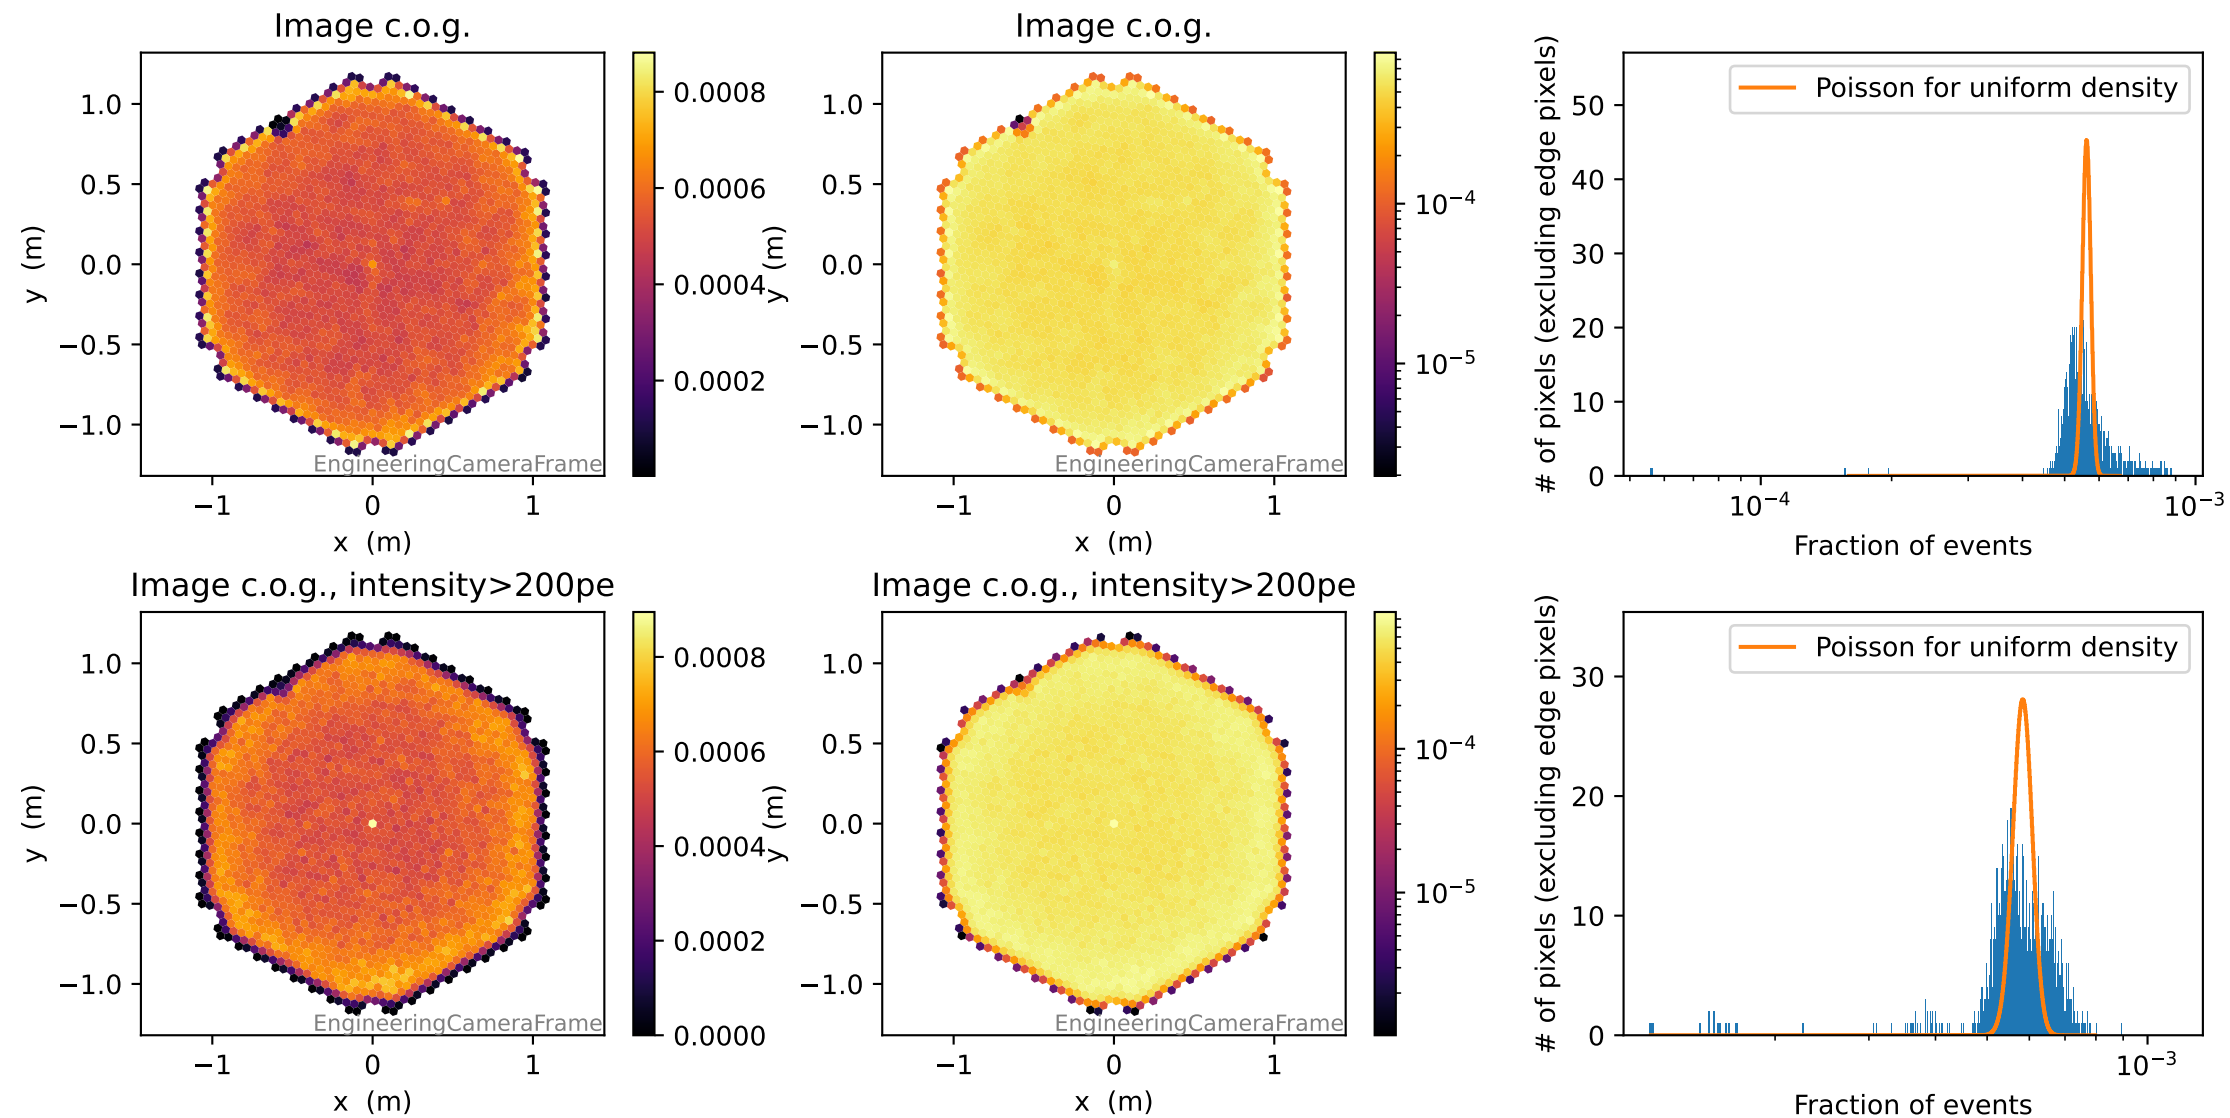 Image c.o.g.
1.0
0.5
0.0
−0.5
−1.0
y (m)
−1 0 1
x (m)
EngineeringCameraFrame
0.0008
0.0006
0.0004
0.0002
Image c.o.g.
1.0
0.5
0.0
−0.5
−1.0
y (m)
−1 0 1
x (m)
EngineeringCameraFrame
10⁻⁴
10⁻⁵
Poisson for uniform density
50
40
30
20
10
0
# of pixels (excluding edge pixels)
10⁻⁴ 10⁻³
Fraction of events
Image c.o.g., intensity>200pe
1.0
0.5
0.0
−0.5
−1.0
y (m)
−1 0 1
x (m)
EngineeringCameraFrame
0.0008
0.0006
0.0004
0.0002
0.0000
Image c.o.g., intensity>200pe
1.0
0.5
0.0
−0.5
−1.0
y (m)
−1 0 1
x (m)
EngineeringCameraFrame
10⁻⁴
10⁻⁵
Poisson for uniform density
30
20
10
0
# of pixels (excluding edge pixels)
10⁻³
Fraction of events